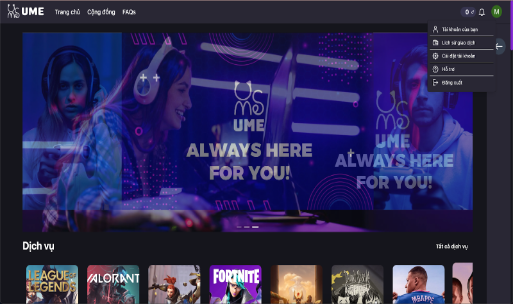 UME Trang chủ Cộng đồng FAQs 0 đ M
Tài khoản của bạn
Lịch sử giao dịch
Cài đặt tài khoản
Hỗ trợ
Đăng xuất
UME
ALWAYS HERE
FOR YOU!
UME
ALWAYS HERE
FOR YOU!
Dịch vụ
Tất cả dịch vụ
LEAGUE OF
LEGENDS
VALORANT
FORTNITE
MBAPPÉ